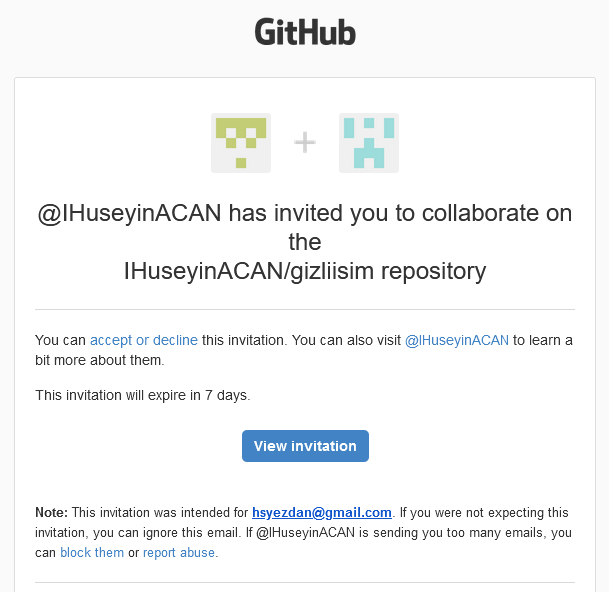 GitHub
@IHuseyinACAN has invited you to collaborate on
the
IHuseyinACAN/gizliisim repository
You can accept or decline this invitation. You can also visit @IHuseyinACAN to learn a
bit more about them.
This invitation will expire in 7 days.
View invitation
Note: This invitation was intended for hsyezdan@gmail.com. If you were not expecting this
invitation, you can ignore this email. If @IHuseyinACAN is sending you too many emails, you
can block them or report abuse.